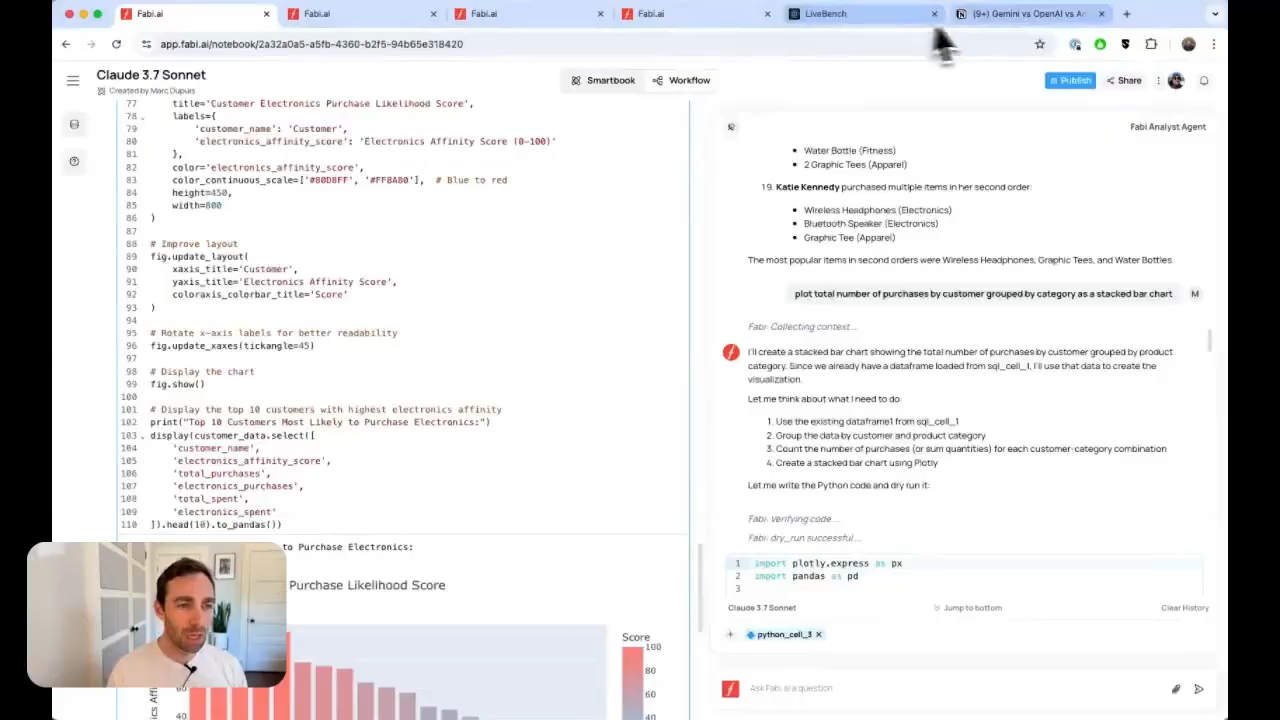 Fabi.ai
Fabi.ai
Fabi.ai
Fabi.ai
LiveBench
(9+) Gemini vs OpenAI vs An
app.fabi.ai/notebook/2a32a0a5-a5fb-4360-b2f5-94b65e318420
Claude 3.7 Sonnet
Created by Marc Dupuis
Smartbook
Workflow
Publish
Share
77 title='Customer Electronics Purchase Likelihood Score',
78 labels={
79 'customer_name': 'Customer',
80 'electronics_affinity_score': 'Electronics Affinity Score (0-100)'
81 },
82 color='electronics_affinity_score',
83 color_continuous_scale=['#80D8FF', '#FF8A80'], # Blue to red
84 height=450,
85 width=800
86 )
87
88 # Improve layout
89 fig.update_layout(
90 xaxis_title='Customer',
91 yaxis_title='Electronics Affinity Score',
92 coloraxis_colorbar_title='Score'
93 )
94
95 # Rotate x-axis labels for better readability
96 fig.update_xaxes(tickangle=45)
97
98 # Display the chart
99 fig.show()
100
101 # Display the top 10 customers with highest electronics affinity
102 print("Top 10 Customers Most Likely to Purchase Electronics:")
103 display(customer_data.select([
104 'customer_name',
105 'electronics_affinity_score',
106 'total_purchases',
107 'electronics_purchases',
108 'total_spent',
109 'electronics_spent'
110 ]).head(10).to_pandas())
to Purchase Electronics:
Purchase Likelihood Score
Score
100
80
60
40
60
40
Fabi Analyst Agent
• Water Bottle (Fitness)
• 2 Graphic Tees (Apparel)
19. Katie Kennedy purchased multiple items in her second order:
• Wireless Headphones (Electronics)
• Bluetooth Speaker (Electronics)
• Graphic Tee (Apparel)
The most popular items in second orders were Wireless Headphones, Graphic Tees, and Water Bottles.
plot total number of purchases by customer grouped by category as a stacked bar chart
M
Fabi: Collecting context ...
I'll create a stacked bar chart showing the total number of purchases by customer grouped by product
category. Since we already have a dataframe loaded from sql_cell_1, I'll use that data to create the
visualization.
Let me think about what I need to do:
1. Use the existing dataframe1 from sql_cell_1
2. Group the data by customer and product category
3. Count the number of purchases (or sum quantities) for each customer-category combination
4. Create a stacked bar chart using Plotly
Let me write the Python code and dry run it:
Fabi: Verifying code ...
Fabi: dry_run successful ...
1 import plotly.express as px
2 import pandas as pd
3
Claude 3.7 Sonnet
Jump to bottom
Clear History
+ python_cell_3
Ask Fabi.ai a question